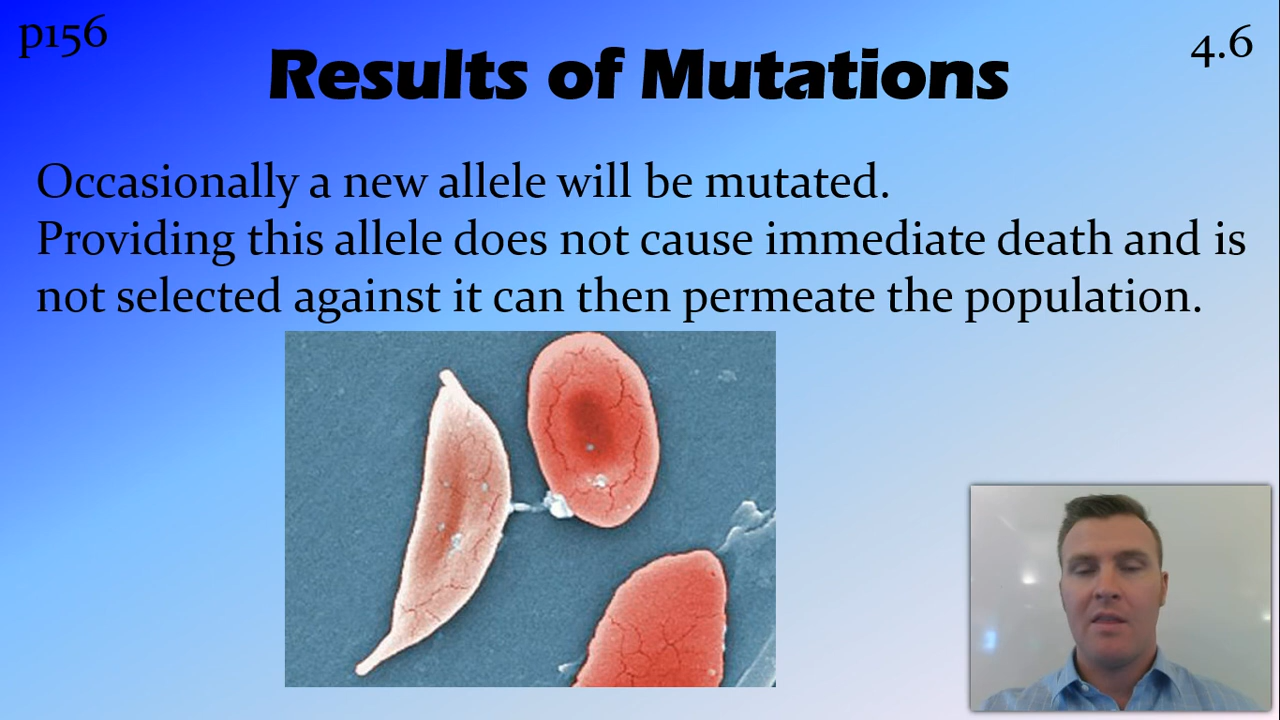 p156
4.6
Results of Mutations
Occasionally a new allele will be mutated.
Providing this allele does not cause immediate death and is
not selected against it can then permeate the population.